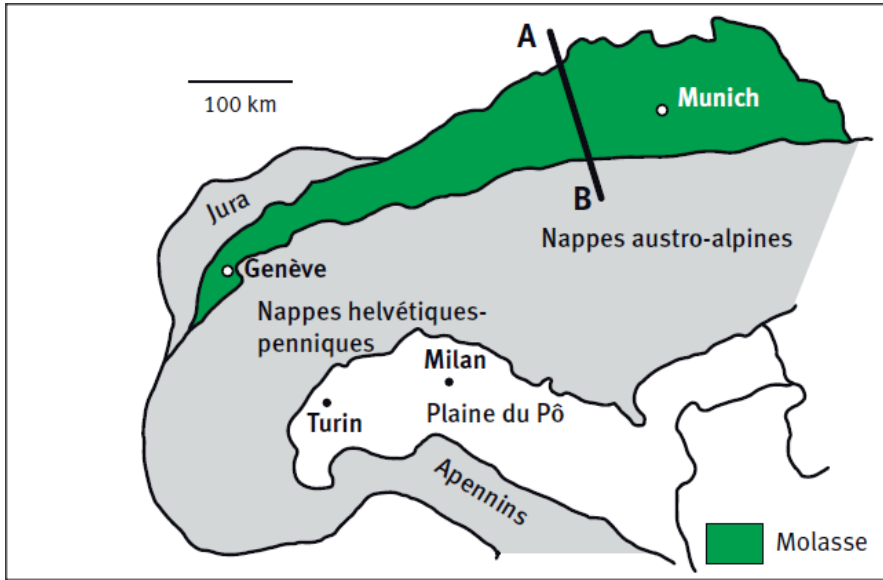 A
100 km
Munich
Jura
B
Nappes austro-alpines
Genève
Nappes helvétiques-
penniques
Milan
Turin
Plaine du Pô
Apennins
Molasse